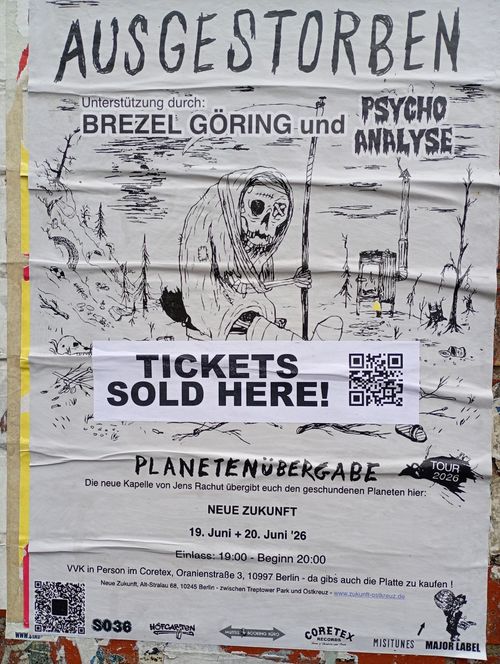 AUSGESTORBEN
Unterstützung durch:
BREZEL GÖRING und
PSYCHO
ANALYSE
TICKETS
SOLD HERE!
PLANETENÜBERGABE
TOUR
2026
Die neue Kapelle von Jens Rachut übergibt euch den geschundenen Planeten hier:
NEUE ZUKUNFT
19. Juni + 20. Juni '26
Einlass: 19:00 - Beginn 20:00
VVK in Person im Coretex, Oranienstraße 3, 10997 Berlin - da gibs auch die Platte zu kaufen !
Neue Zukunft, Alt-Stralau 68, 10245 Berlin - zwischen Treptower Park und Ostkreuz - www.zukunft-ostkreuz.de
SO36
HÖFGARTEN
BOOKING BÜRO
CORETEX
RECORDS
MISITUNES
MAJOR LABEL